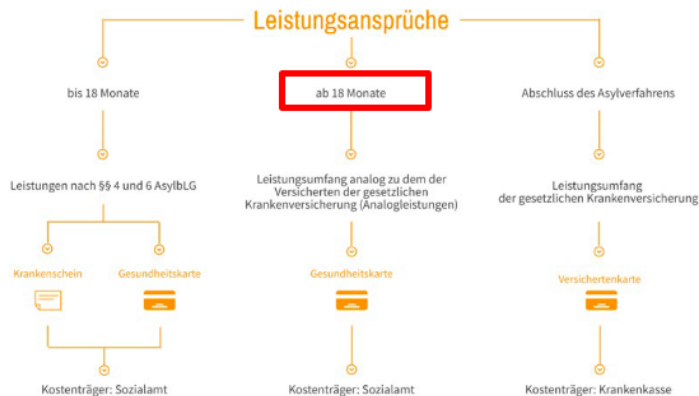 Leistungsansprüche
bis 18 Monate
ab 18 Monate
Abschluss des Asylverfahrens
Leistungen nach §§ 4 und 6 AsylbLG
Leistungsumfang analog zu dem der
Versicherten der gesetzlichen
Krankenversicherung (Analogleistungen)
Leistungsumfang
der gesetzlichen Krankenversicherung
Krankenschein
Gesundheitskarte
Gesundheitskarte
Versichertenkarte
Kostenträger: Sozialamt
Kostenträger: Sozialamt
Kostenträger: Krankenkasse